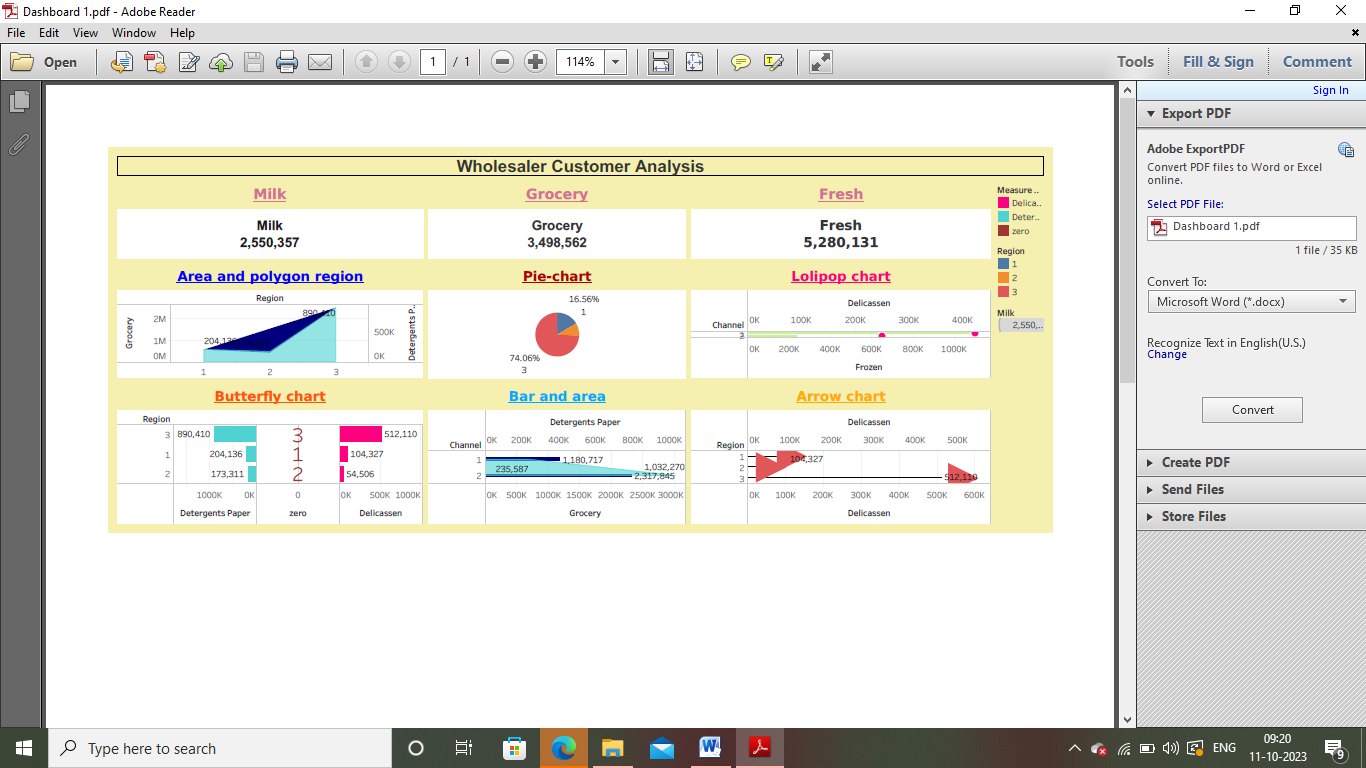 Dashboard 1.pdf - Adobe Reader
File Edit View Window Help
Open 1 / 1 114% Tools Fill & Sign Comment
Sign In
Export PDF
Adobe ExportPDF
Convert PDF files to Word or Excel
online.
Select PDF File:
Dashboard 1.pdf
1 file / 35 KB
Convert To:
Microsoft Word (*.docx)
Recognize Text in English(U.S.)
Change
Convert
Create PDF
Send Files
Store Files
Wholesaler Customer Analysis
Milk Grocery Fresh
Milk
2,550,357
Grocery
3,498,562
Fresh
5,280,131
Measure ..
Delica..
Deter..
zero
Region
1
2
3
Milk
2,550,..
Area and polygon region
Region
Grocery
2M
1M
0M
890,410
204,136
500K
0K
Detergents P..
1 2 3
Pie-chart
16.56%
1
74.06%
3
Lolipop chart
Delicassen
0K 100K 200K 300K 400K
Channel
0K 200K 400K 600K 800K 1000K
Frozen
Butterfly chart
Region
3 890,410 3 512,110
1 204,136 1 104,327
2 173,311 2 54,506
1000K 0K 0 0K 500K 1000K
Detergents Paper zero Delicassen
Bar and area
Detergents Paper
0K 200K 400K 600K 800K 1000K
Channel
1 1,180,717
235,587 1,032,270
2 2,317,845
0K 500K 1000K 1500K 2000K 2500K 3000K
Grocery
Arrow chart
Delicassen
0K 100K 200K 300K 400K 500K
Region
1 104,327
2
3 512,110
0K 100K 200K 300K 400K 500K 600K
Delicassen
Type here to search
ENG
09:20
11-10-2023
9